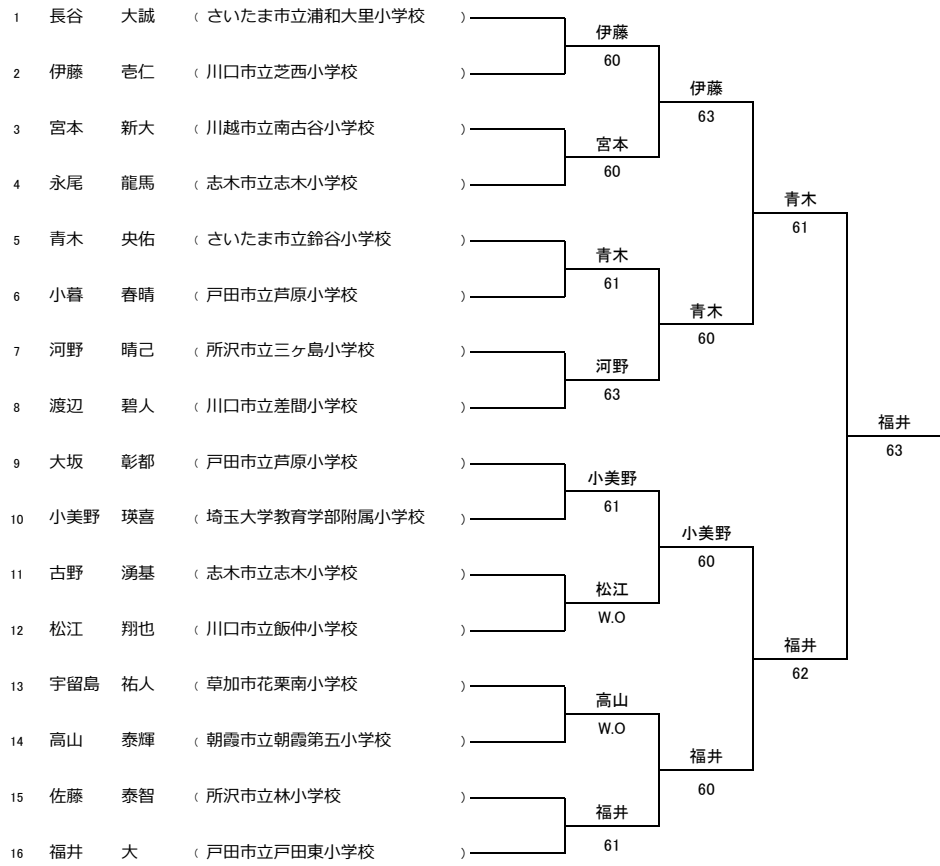 1 長谷 大誠 （ さいたま市立浦和大里小学校 ）
伊藤
60
2 伊藤 壱仁 （ 川口市立芝西小学校 ）
伊藤
63
3 宮本 新大 （ 川越市立南古谷小学校 ）
宮本
60
4 永尾 龍馬 （ 志木市立志木小学校 ）
青木
61
5 青木 央佑 （ さいたま市立鈴谷小学校 ）
青木
61
6 小暮 春晴 （ 戸田市立芦原小学校 ）
青木
60
7 河野 晴己 （ 所沢市立三ヶ島小学校 ）
河野
63
8 渡辺 碧人 （ 川口市立差間小学校 ）
福井
63
9 大坂 彰都 （ 戸田市立芦原小学校 ）
小美野
61
10 小美野 瑛喜 （ 埼玉大学教育学部附属小学校 ）
小美野
60
11 古野 湧基 （ 志木市立志木小学校 ）
松江
W.O
12 松江 翔也 （ 川口市立飯仲小学校 ）
福井
62
13 宇留島 祐人 （ 草加市花栗南小学校 ）
高山
W.O
14 高山 泰輝 （ 朝霞市立朝霞第五小学校 ）
福井
60
15 佐藤 泰智 （ 所沢市立林小学校 ）
福井
61
16 福井 大 （ 戸田市立戸田東小学校 ）